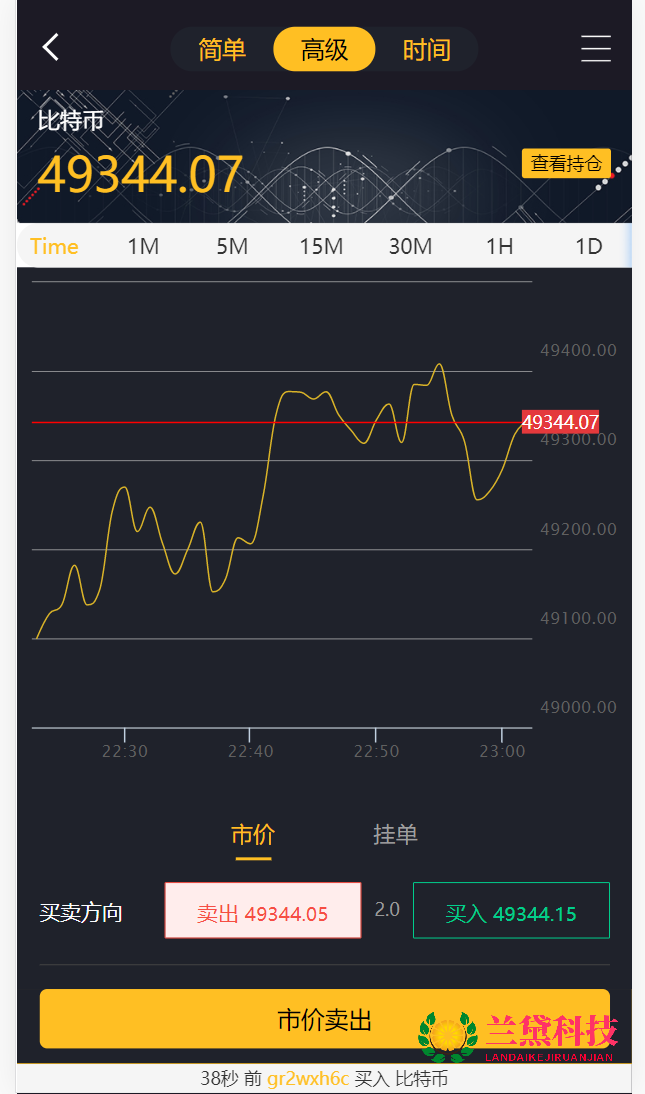 简单 高级 时间
比特币
49344.07
查看持仓
Time 1M 5M 15M 30M 1H 1D
49400.00
49344.07
49300.00
49200.00
49100.00
49000.00
22:30 22:40 22:50 23:00
市价 挂单
买卖方向 卖出 49344.05 2.0 买入 49344.15
市价卖出
兰黛科技
LANDAIKEJIRUANJIAN
38秒 前 gr2wxh6c 买入 比特币